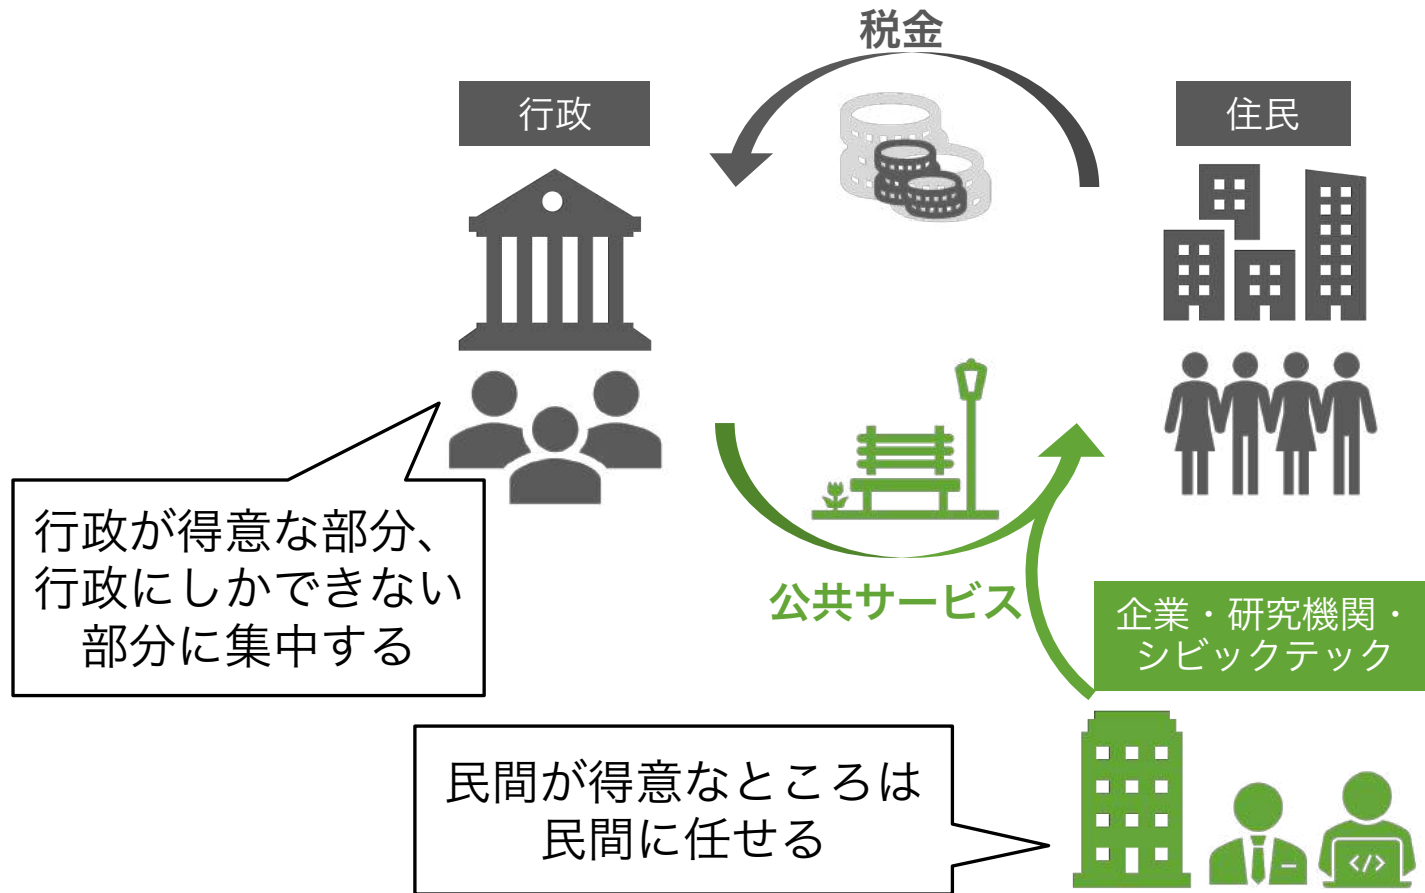 税金
行政
住民
行政が得意な部分、
行政にしかできない
部分に集中する
公共サービス
企業・研究機関・
シビックテック
民間が得意なところは
民間に任せる
</>